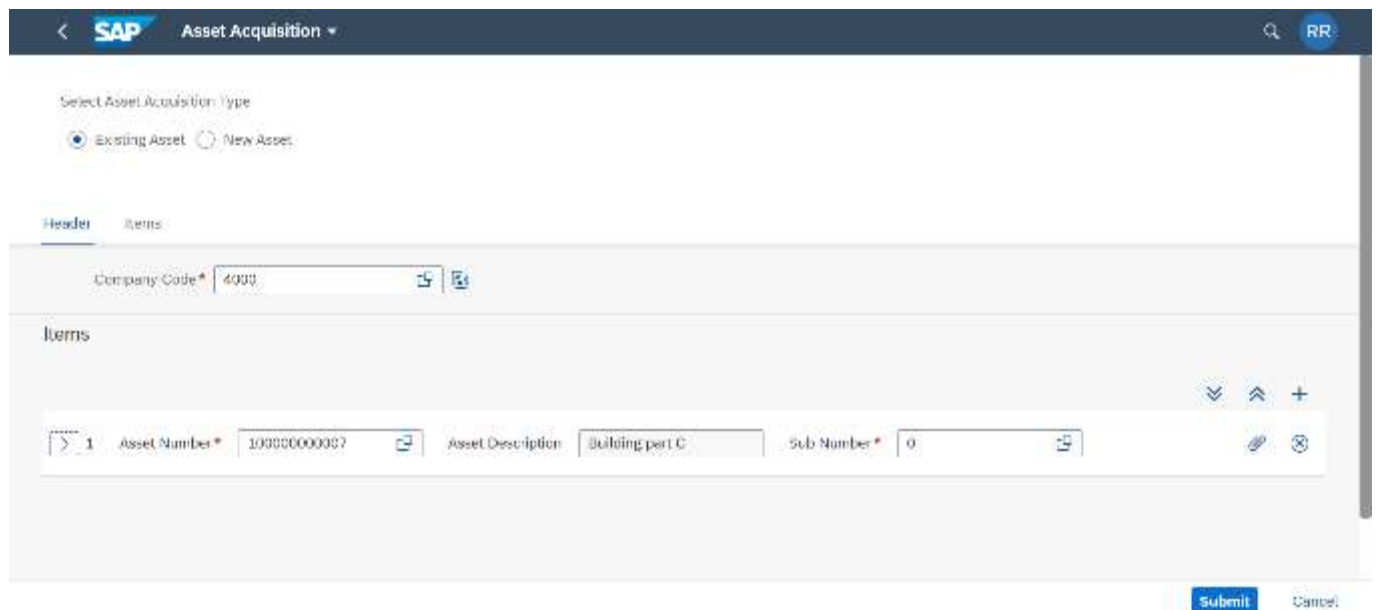 SAP Asset Acquisition RR
Select Asset Acquisition Type
Existing Asset New Asset
Header Items
Company Code* 4000
Items
1 Asset Number* 100000000007 Asset Description Building part C Sub Number* 0
Submit Cancel